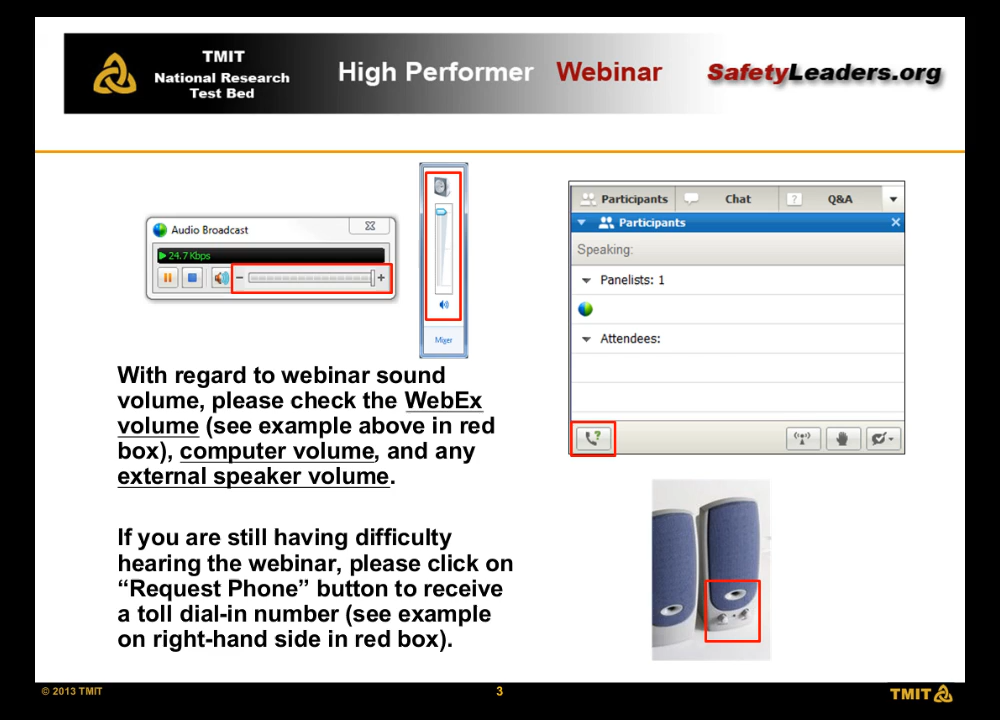 TMIT
National Research
Test Bed
High Performer Webinar
SafetyLeaders.org
Audio Broadcast
24.7 Kbps
Mixer
Participants
Chat
?
Q&A
Participants
Speaking:
Panelists: 1
Attendees:
With regard to webinar sound
volume, please check the WebEx
volume (see example above in red
box), computer volume, and any
external speaker volume.
If you are still having difficulty
hearing the webinar, please click on
“Request Phone” button to receive
a toll dial-in number (see example
on right-hand side in red box).
© 2013 TMIT
3
TMIT